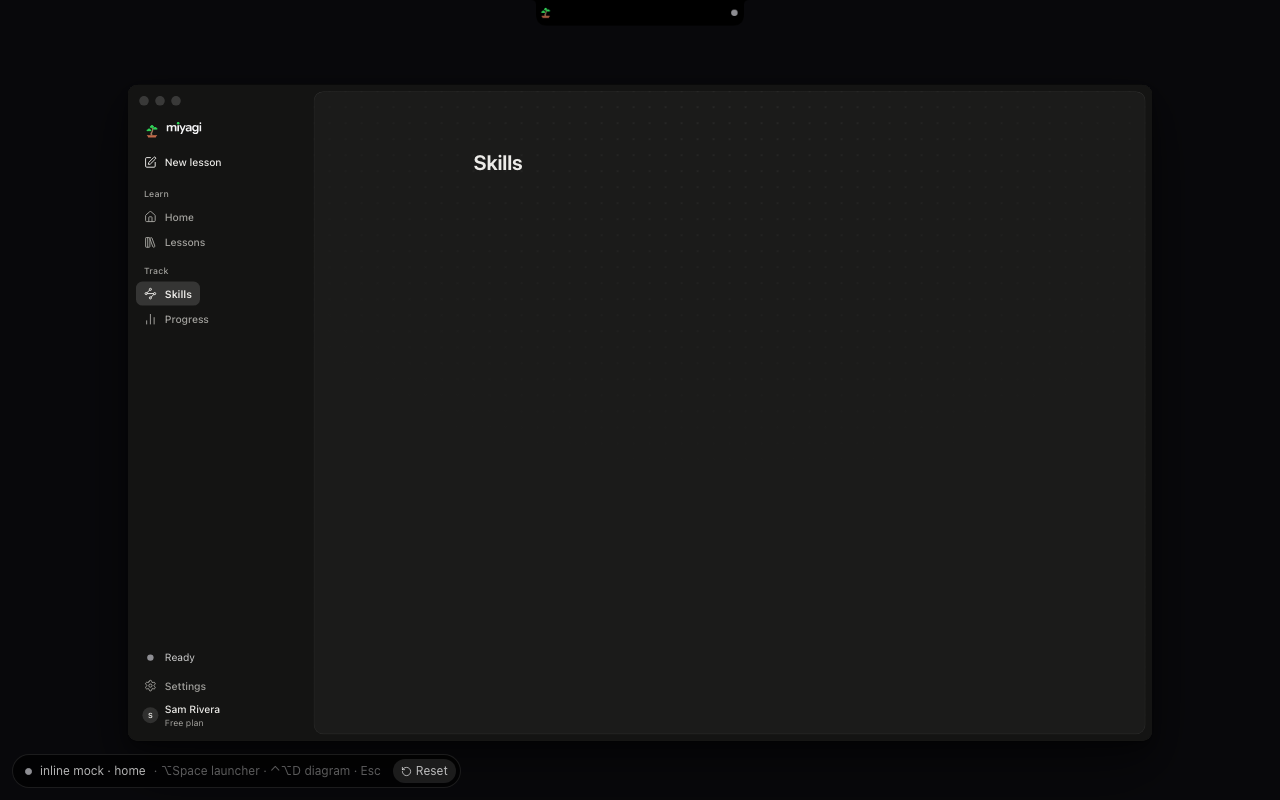 miyagi
New lesson
Learn
Home
Lessons
Track
Skills
Progress
Skills
Ready
Settings
S
Sam Rivera
Free plan
inline mock · home · ⌥Space launcher · ^⌥D diagram · Esc Reset